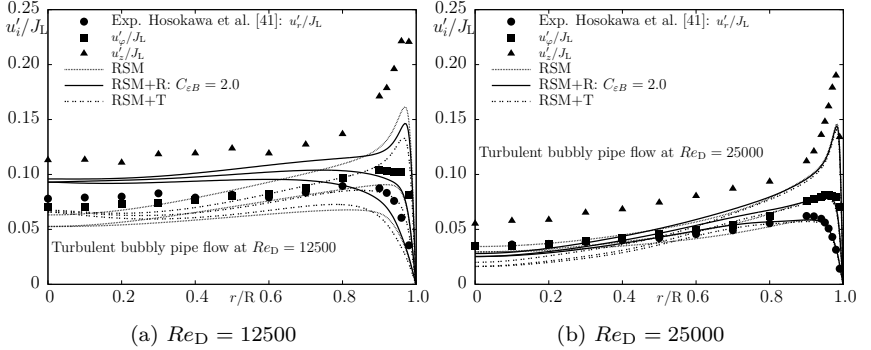 u′i/JL
0.25
0.20
0.15
0.10
0.05
0
Exp. Hosokawa et al. [41]: u′r/JL
u′φ/JL
u′z/JL
RSM
RSM+R: CεB = 2.0
RSM+T
Turbulent bubbly pipe flow at ReD = 12500
0.0 0.2 0.4 r/R 0.6 0.8 1.0
(a) ReD = 12500
u′i/JL
0.25
0.20
0.15
0.10
0.05
0
Exp. Hosokawa et al. [41]: u′r/JL
u′φ/JL
u′z/JL
RSM
RSM+R: CεB = 2.0
RSM+T
Turbulent bubbly pipe flow at ReD = 25000
0.0 0.2 0.4 r/R 0.6 0.8 1.0
(b) ReD = 25000